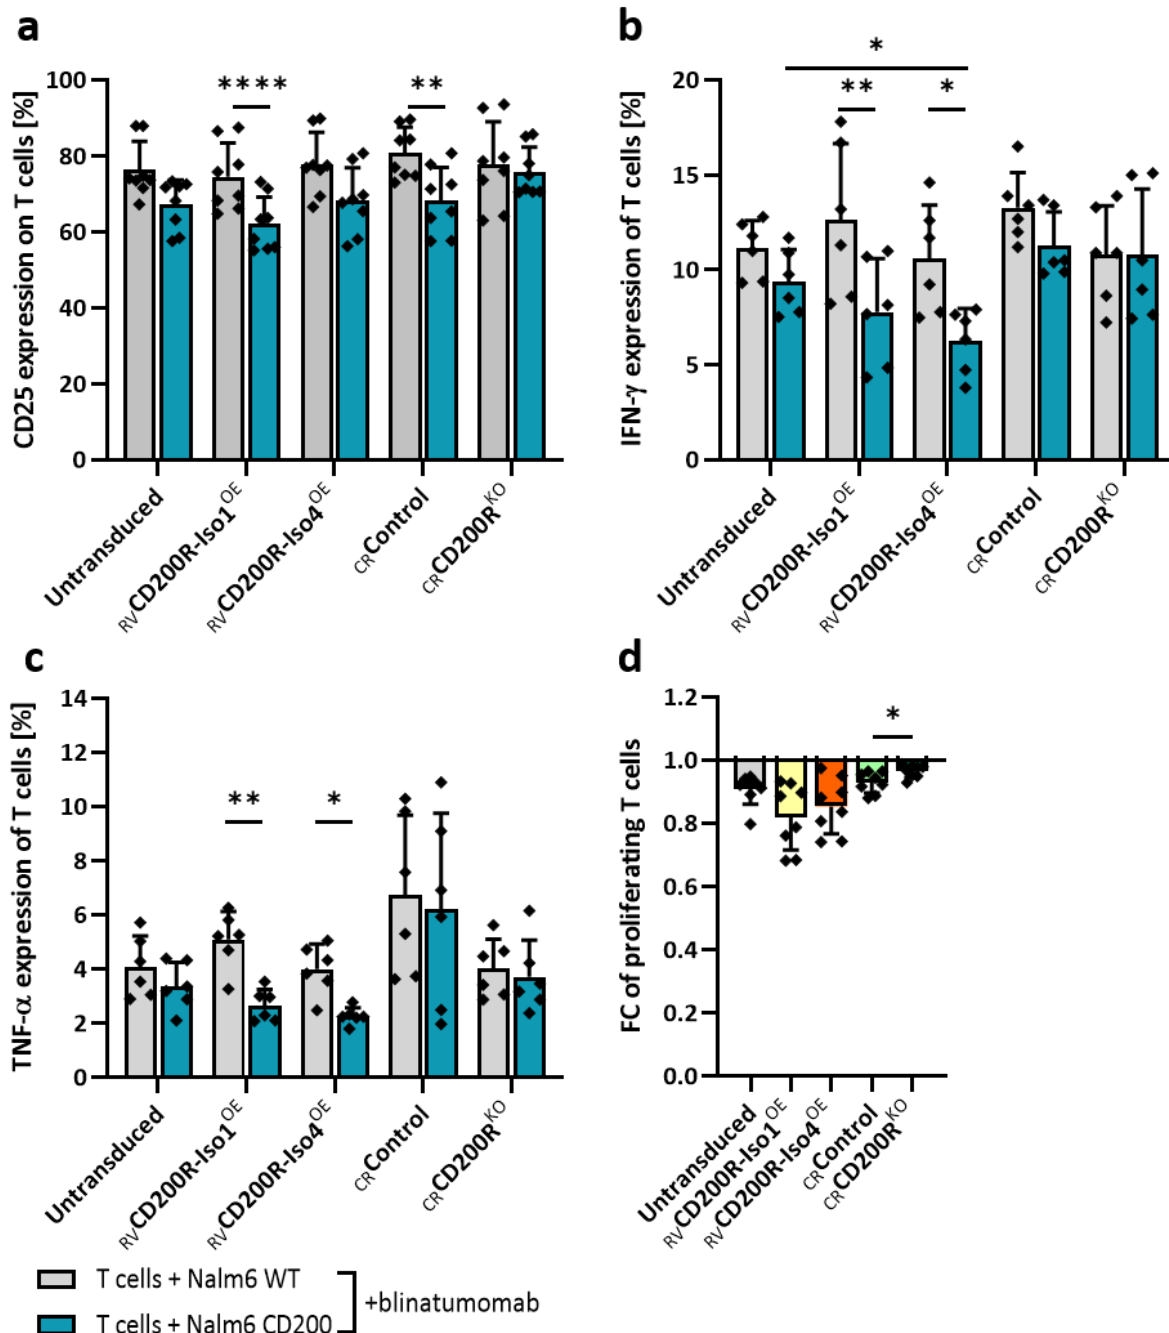 a
CD25 expression on T cells [%]
100
80
60
40
20
0
****
**
Untransduced
RVCD200R-Iso1OE
RVCD200R-Iso4OE
CRControl
CRCD200RKO
b
IFN-γ expression of T cells [%]
20
15
10
5
0
*
**
*
Untransduced
RVCD200R-Iso1OE
RVCD200R-Iso4OE
CRControl
CRCD200RKO
c
TNF-α expression of T cells [%]
14
12
10
8
6
4
2
0
**
*
Untransduced
RVCD200R-Iso1OE
RVCD200R-Iso4OE
CRControl
CRCD200RKO
d
FC of proliferating T cells
1.2
1.0
0.8
0.6
0.4
0.2
0.0
*
Untransduced
RVCD200R-Iso1OE
RVCD200R-Iso4OE
CRControl
CRCD200RKO
T cells + Nalm6 WT
T cells + Nalm6 CD200
+blinatumomab